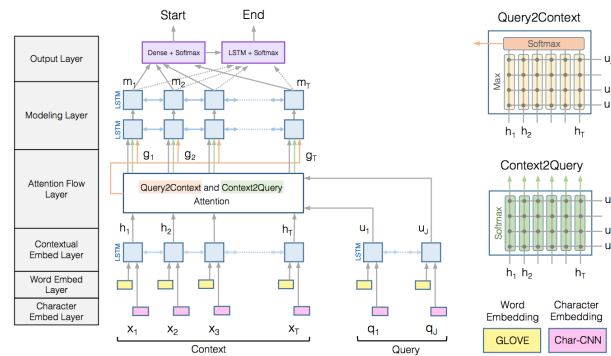 Start End
Output Layer
Dense + Softmax
LSTM + Softmax
m1 m2 mT
Modeling Layer
LSTM
LSTM
g1 g2 gT
Attention Flow
Layer
Query2Context and Context2Query
Attention
h1 h2 hT
u1 uJ
Contextual
Embed Layer
LSTM
LSTM
Word Embed
Layer
Character
Embed Layer
x1 x2 x3 xT
q1 qJ
Context
Query
Query2Context
Softmax
Max
uJ
u
u
h1 h2 hT
Context2Query
Softmax
u
u
u
h1 h2 hT
Word
Embedding
Character
Embedding
GLOVE
Char-CNN